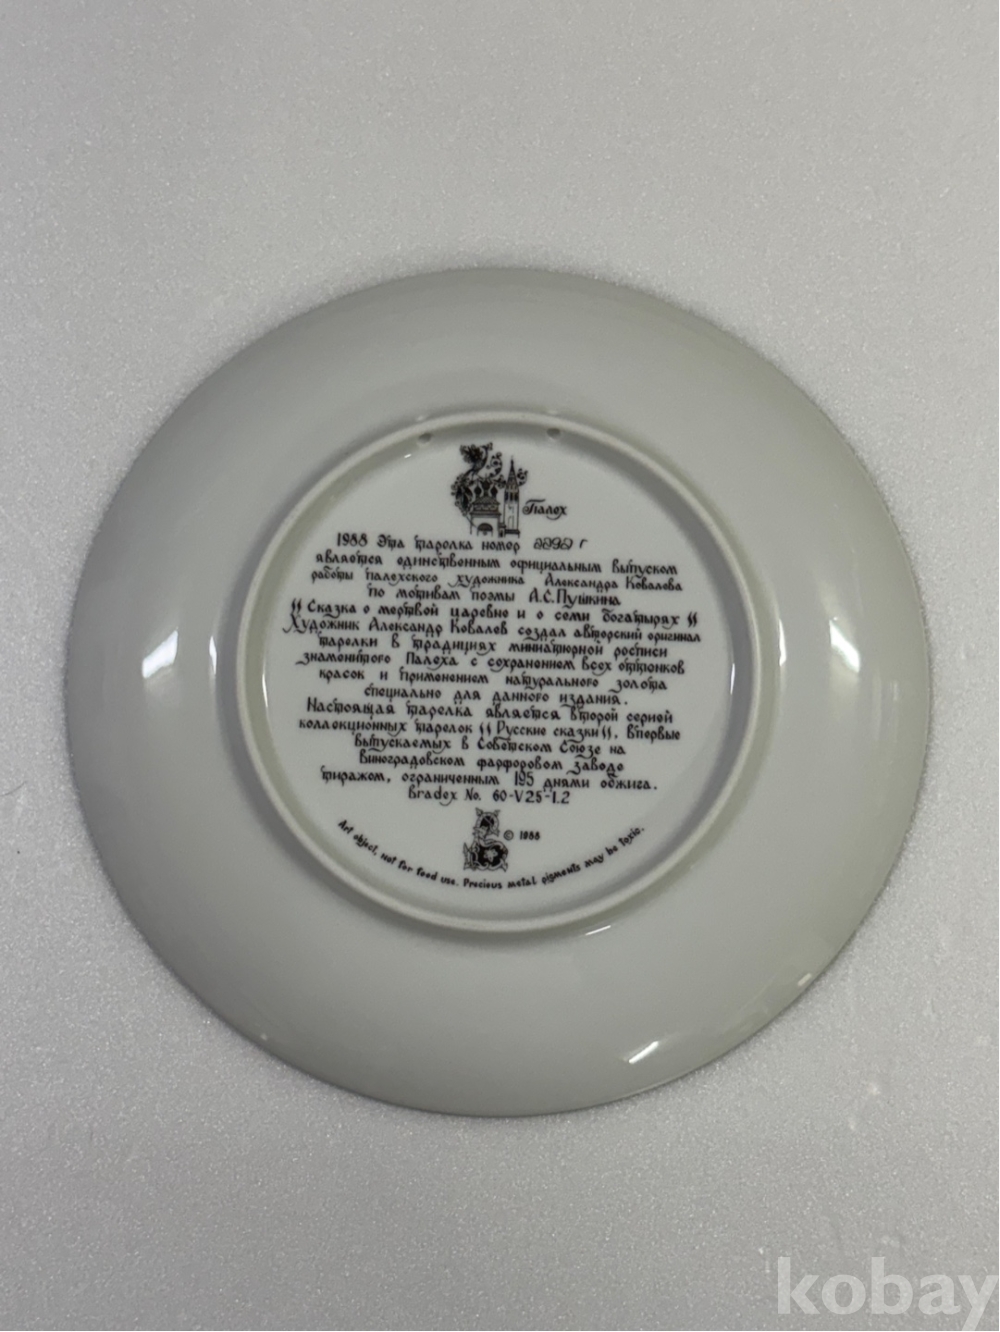 Палех
1988 Эта тарелка номер
является единственным официальным выпуском
работы палехского художника Александра Ковалова
по мотивам поэмы А.С.Пушкина
"Сказка о мертвой царевне и о семи богатырях"
Художник Александр Ковалов создал авторский оригинал
тарелки в традициях миниатюрной росписи
знаменитого Палеха с сохранением всех оттенков
красок и применением натурального золота
специально для данного издания.
Настоящая тарелка является второй серией
коллекционных тарелок "Русские сказки", впервые
выпускаемых в Советском Союзе на
Виноградовском фарфоровом заводе
тиражом, ограниченным 195 днями обжига.
Bradex No. 60-V25-1.2
© 1988
Art object, not for food use. Precious metal pigments may be toxic.
kobay